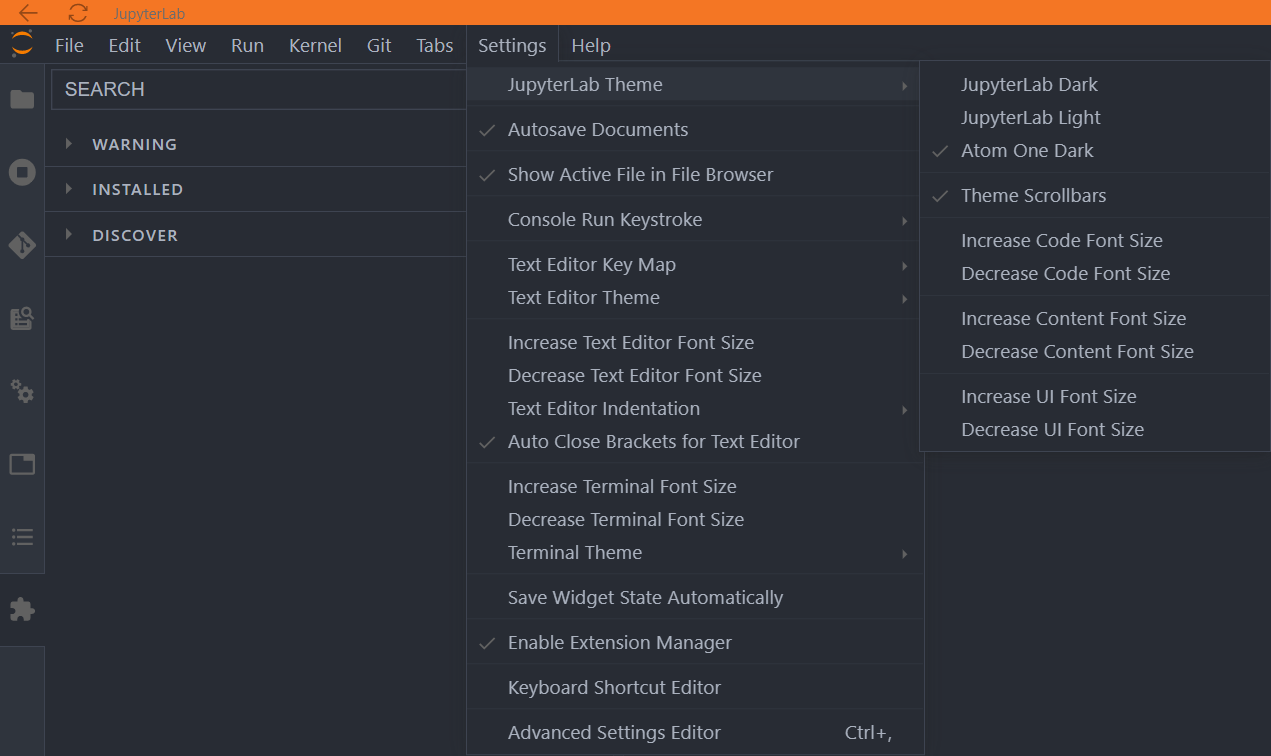 JupyterLab
File Edit View Run Kernel Git Tabs Settings Help
SEARCH
WARNING
INSTALLED
DISCOVER
JupyterLab Theme
Autosave Documents
Show Active File in File Browser
Console Run Keystroke
Text Editor Key Map
Text Editor Theme
Increase Text Editor Font Size
Decrease Text Editor Font Size
Text Editor Indentation
Auto Close Brackets for Text Editor
Increase Terminal Font Size
Decrease Terminal Font Size
Terminal Theme
Save Widget State Automatically
Enable Extension Manager
Keyboard Shortcut Editor
Advanced Settings Editor Ctrl+,
JupyterLab Dark
JupyterLab Light
Atom One Dark
Theme Scrollbars
Increase Code Font Size
Decrease Code Font Size
Increase Content Font Size
Decrease Content Font Size
Increase UI Font Size
Decrease UI Font Size